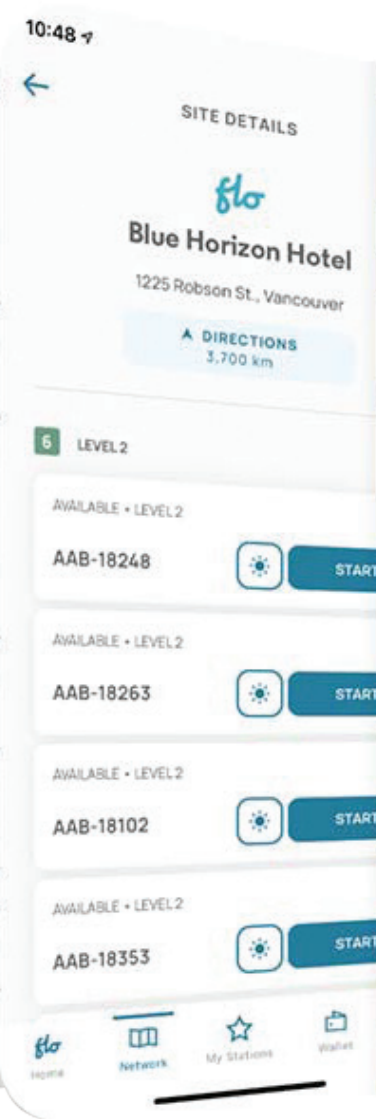 10:48
SITE DETAILS
flo
Blue Horizon Hotel
1225 Robson St., Vancouver
DIRECTIONS
3,700 km
6 LEVEL 2
AVAILABLE • LEVEL 2
AAB-18248
START
AVAILABLE • LEVEL 2
AAB-18263
START
AVAILABLE • LEVEL 2
AAB-18102
START
AVAILABLE • LEVEL 2
AAB-18353
START
flo
Home Network My Stations Wallet